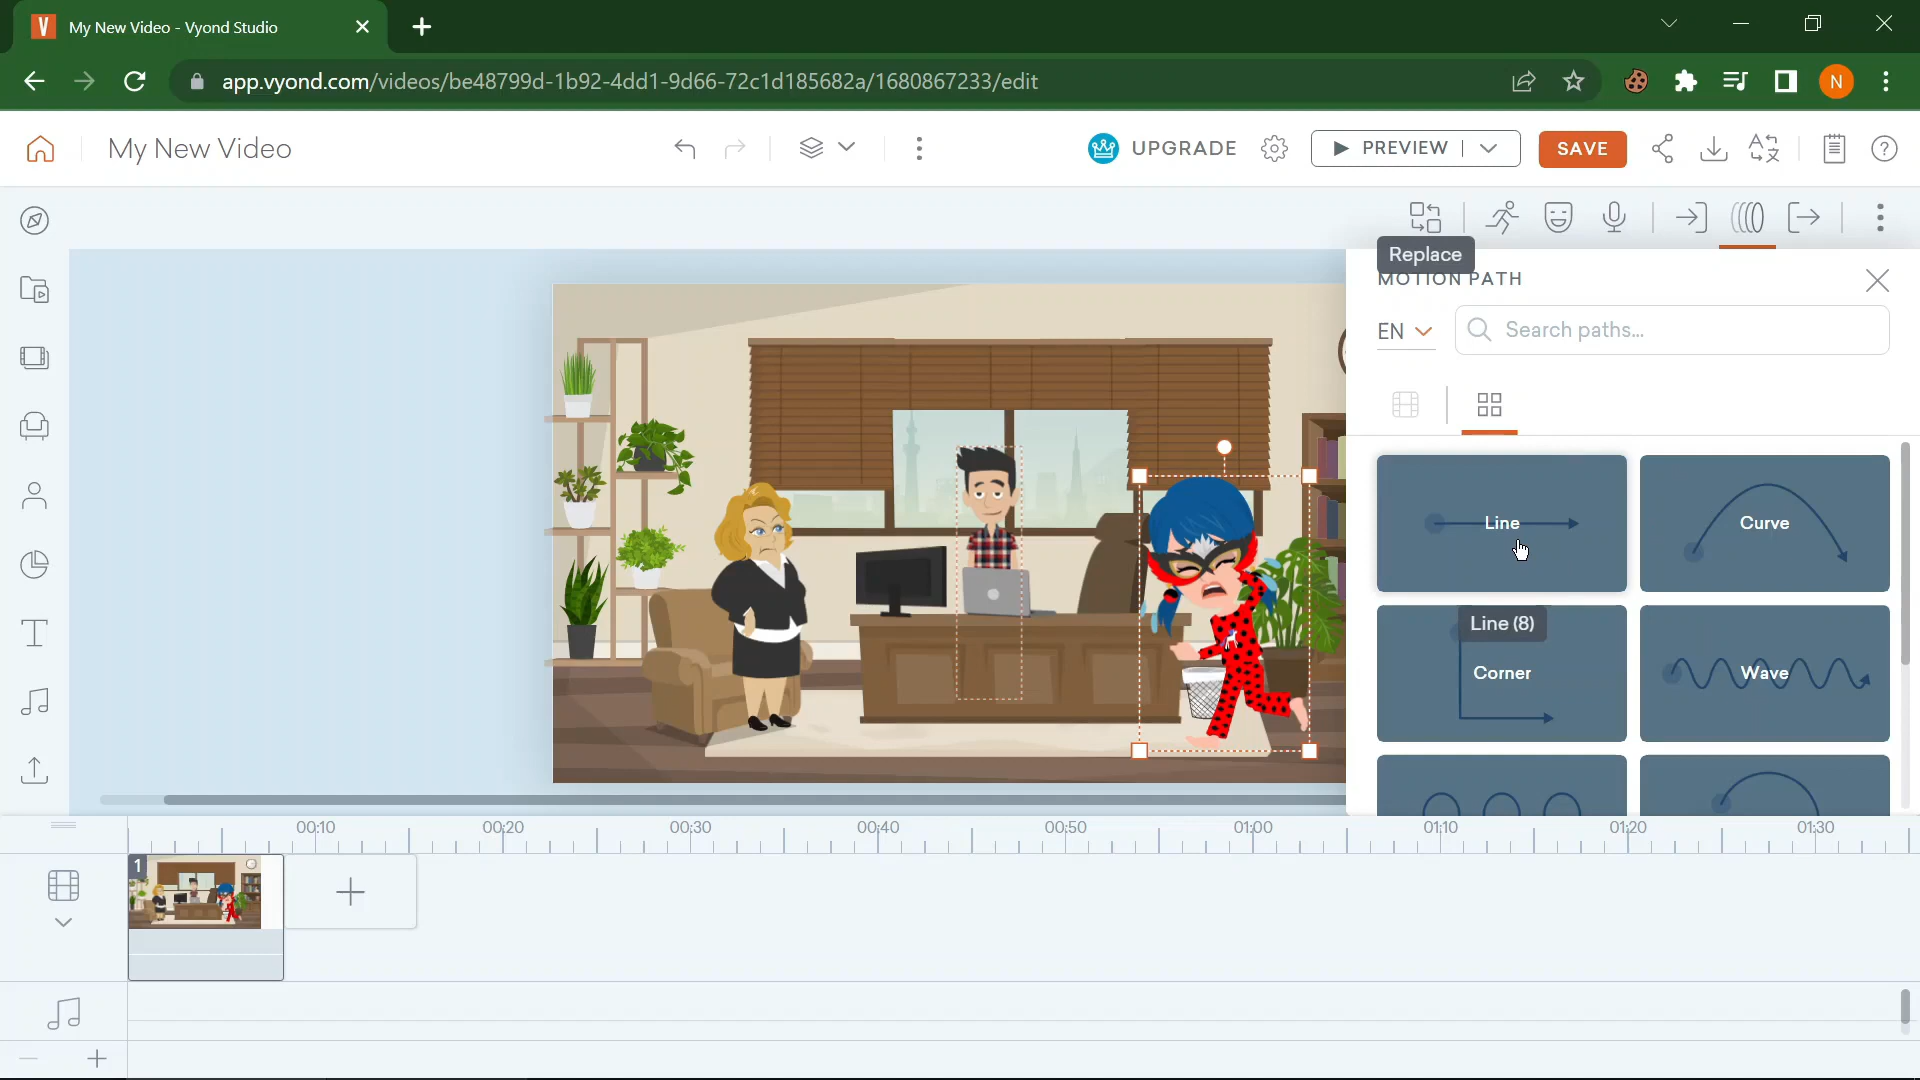 My New Video - Vyond Studio
app.vyond.com/videos/be48799d-1b92-4dd1-9d66-72c1d185682a/1680867233/edit
N
My New Video
UPGRADE
PREVIEW
SAVE
Replace
MOTION PATH
EN
Search paths...
Line
Curve
Line (8)
Corner
Wave
00:10
00:20
00:30
00:40
00:50
01:00
01:10
01:20
01:30
1